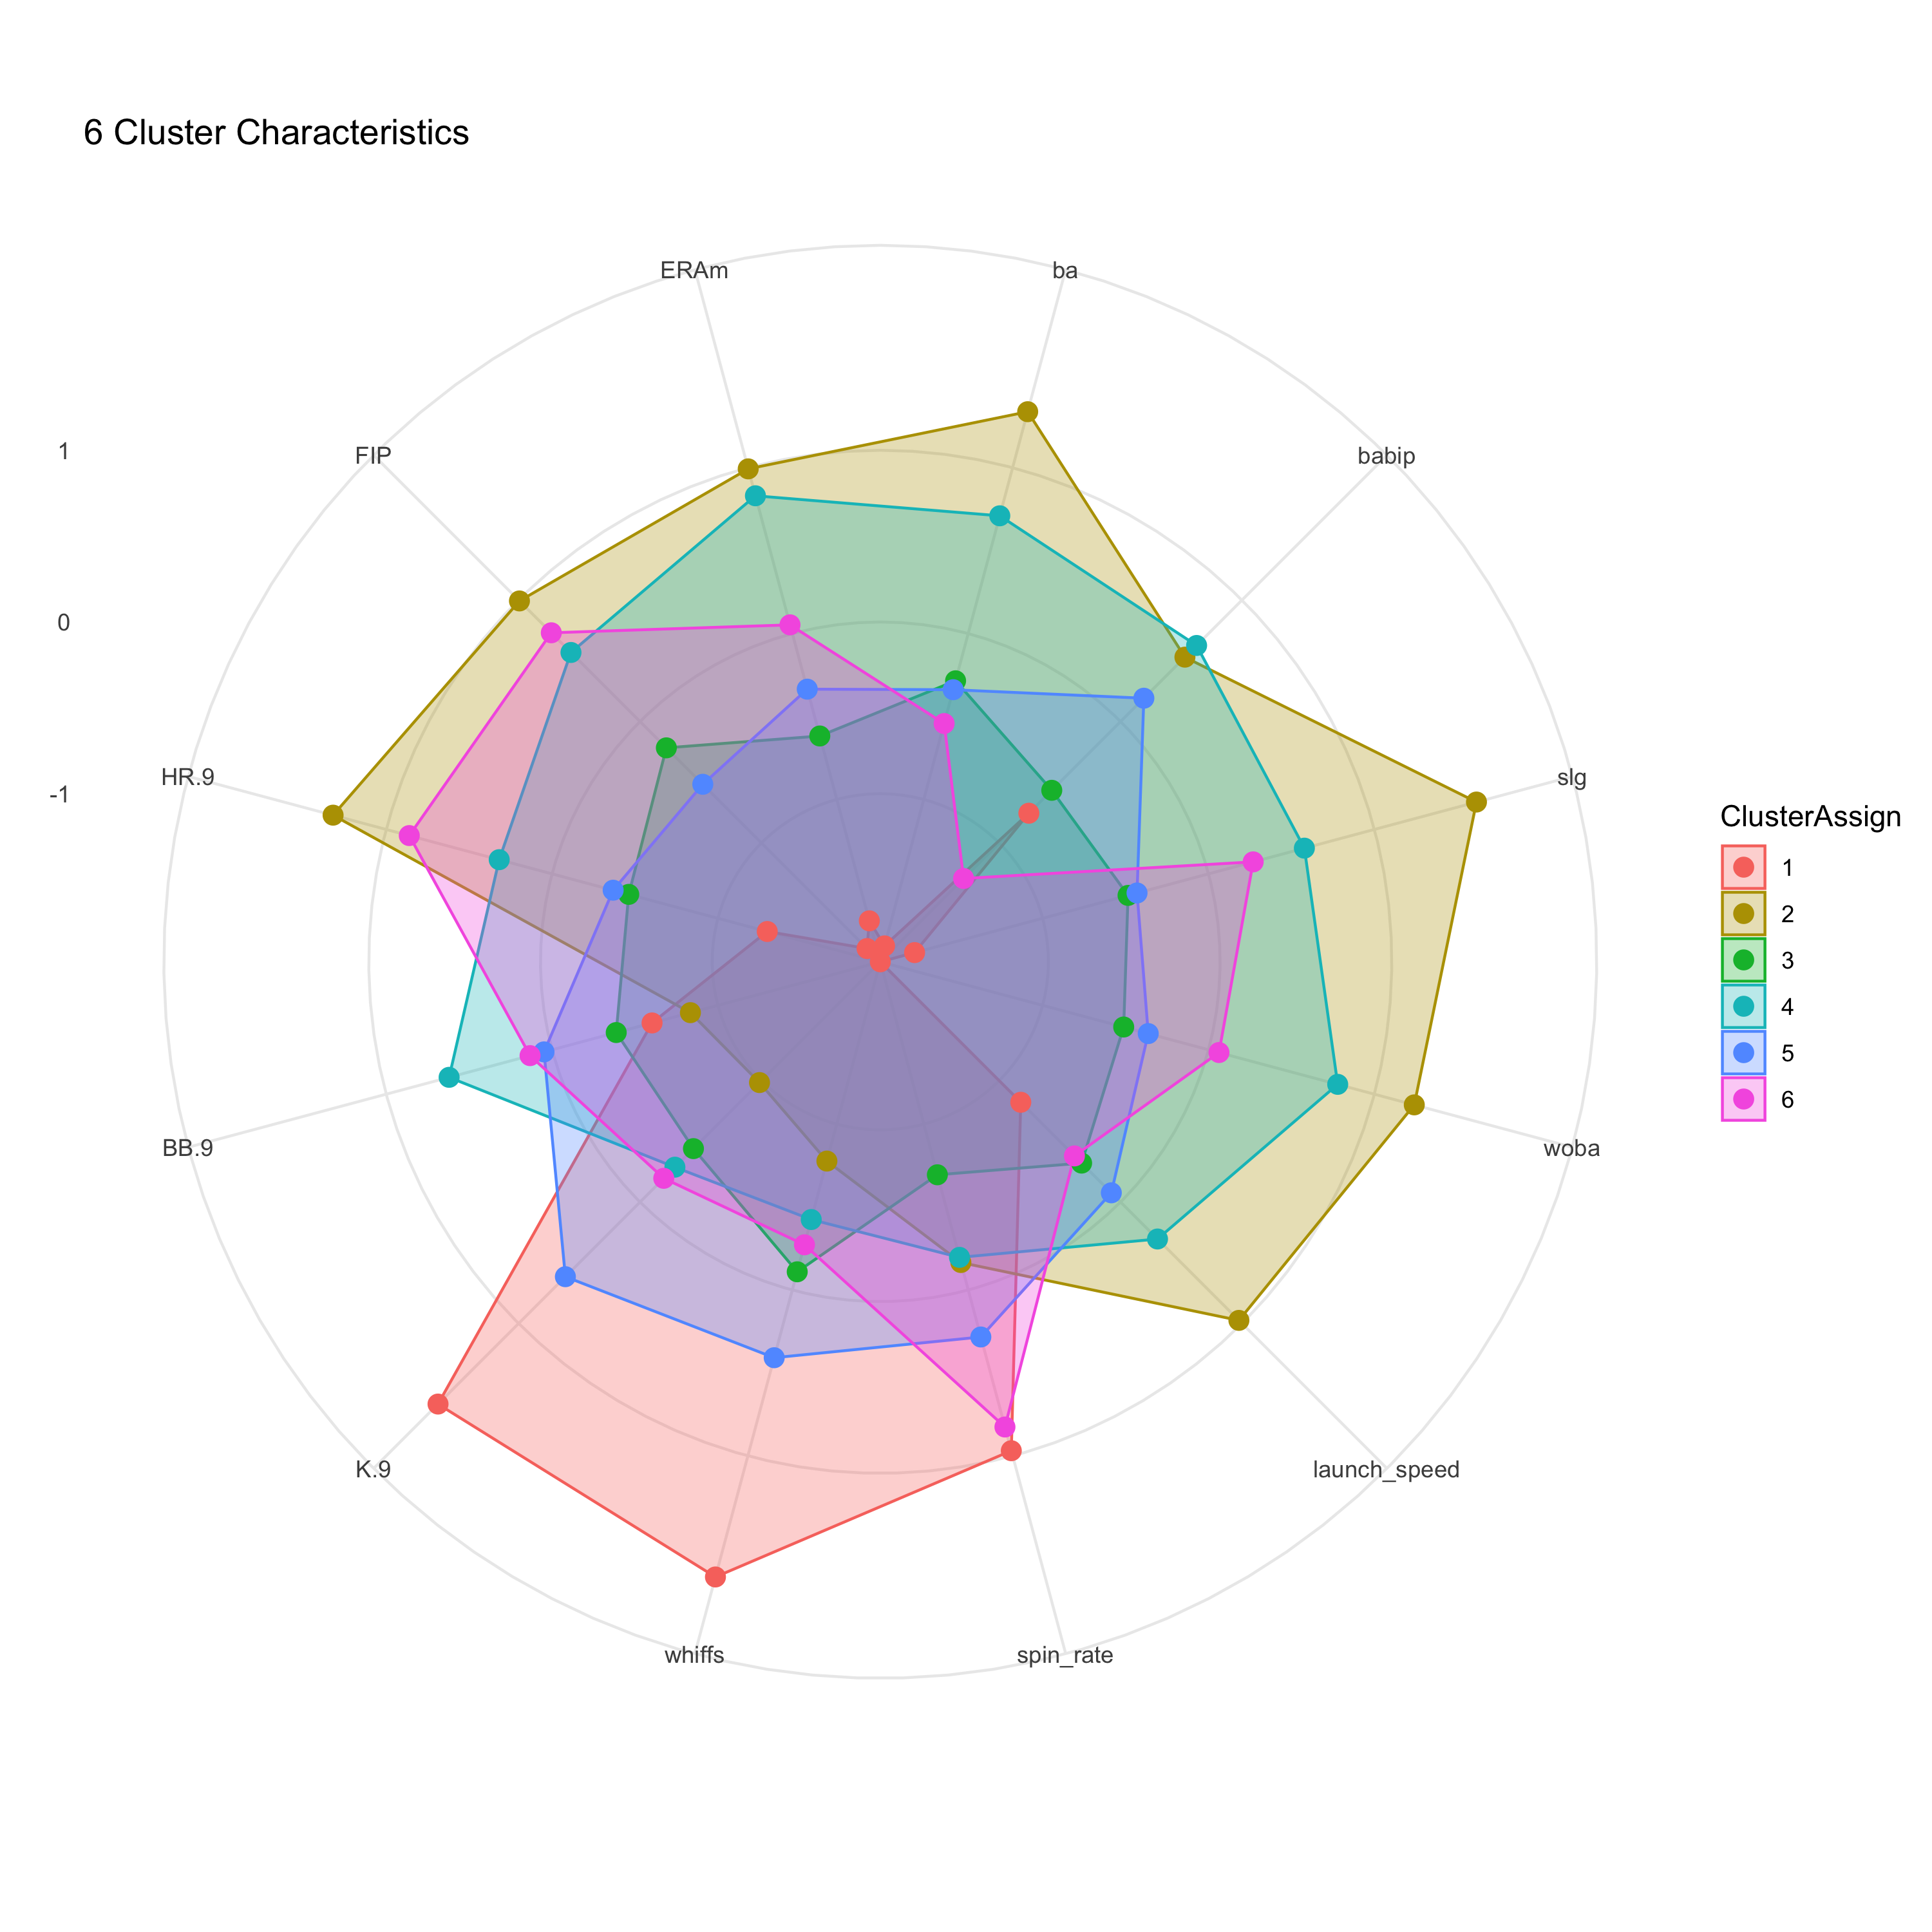 6 Cluster Characteristics
ERAm
ba
1
FIP
babip
0
HR.9
slg
-1
ClusterAssign
1
2
3
4
5
6
BB.9
woba
K.9
launch_speed
whiffs
spin_rate